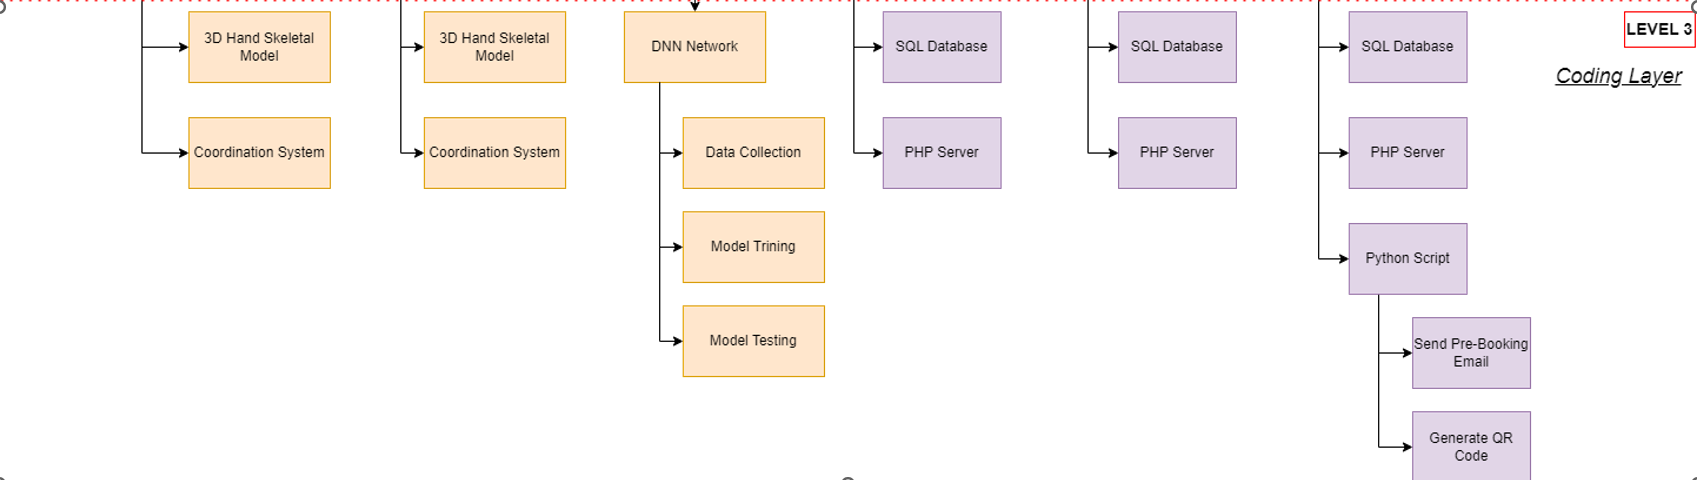 3D Hand Skeletal
Model
3D Hand Skeletal
Model
DNN Network
SQL Database
SQL Database
SQL Database
LEVEL 3
Coding Layer
Coordination System
Coordination System
Data Collection
PHP Server
PHP Server
PHP Server
Model Trining
Python Script
Model Testing
Send Pre-Booking
Email
Generate QR
Code